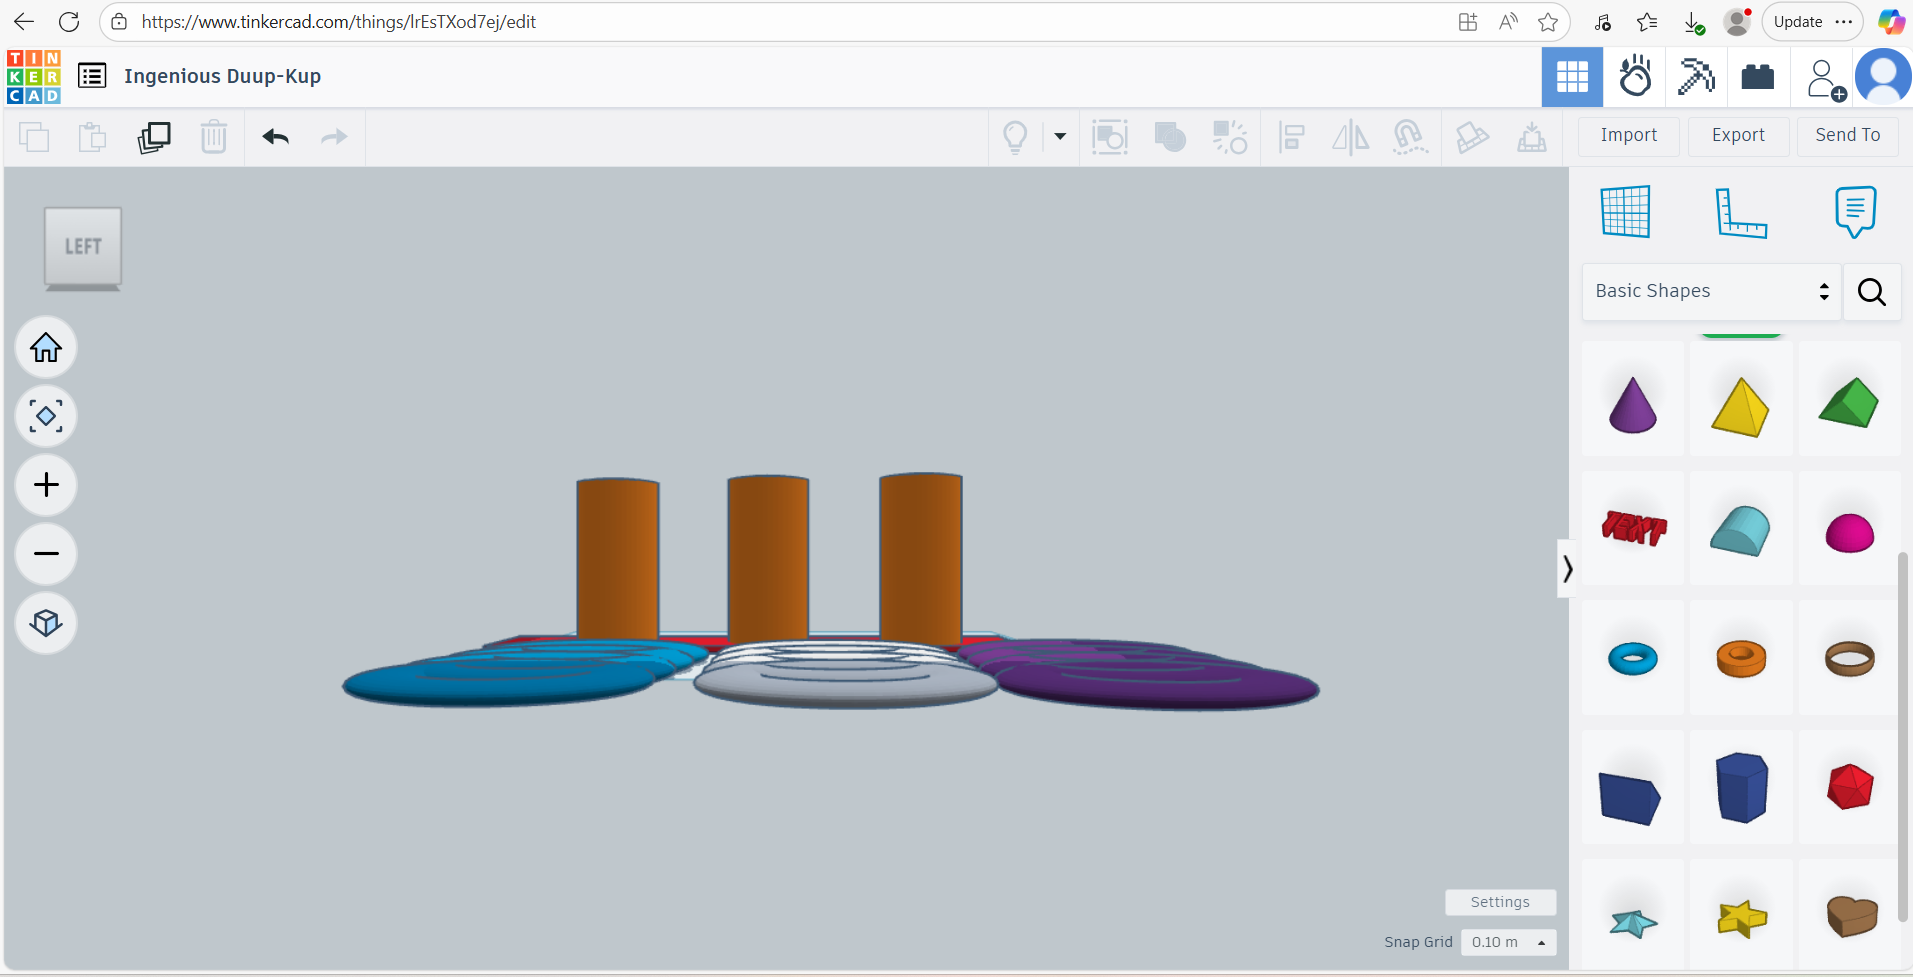 https://www.tinkercad.com/things/lrEsTXod7ej/edit
Update
TIN
KER
CAD
Ingenious Duup-Kup
Import
Export
Send To
LEFT
Basic Shapes
TEXT
Settings
Snap Grid
0.10 m